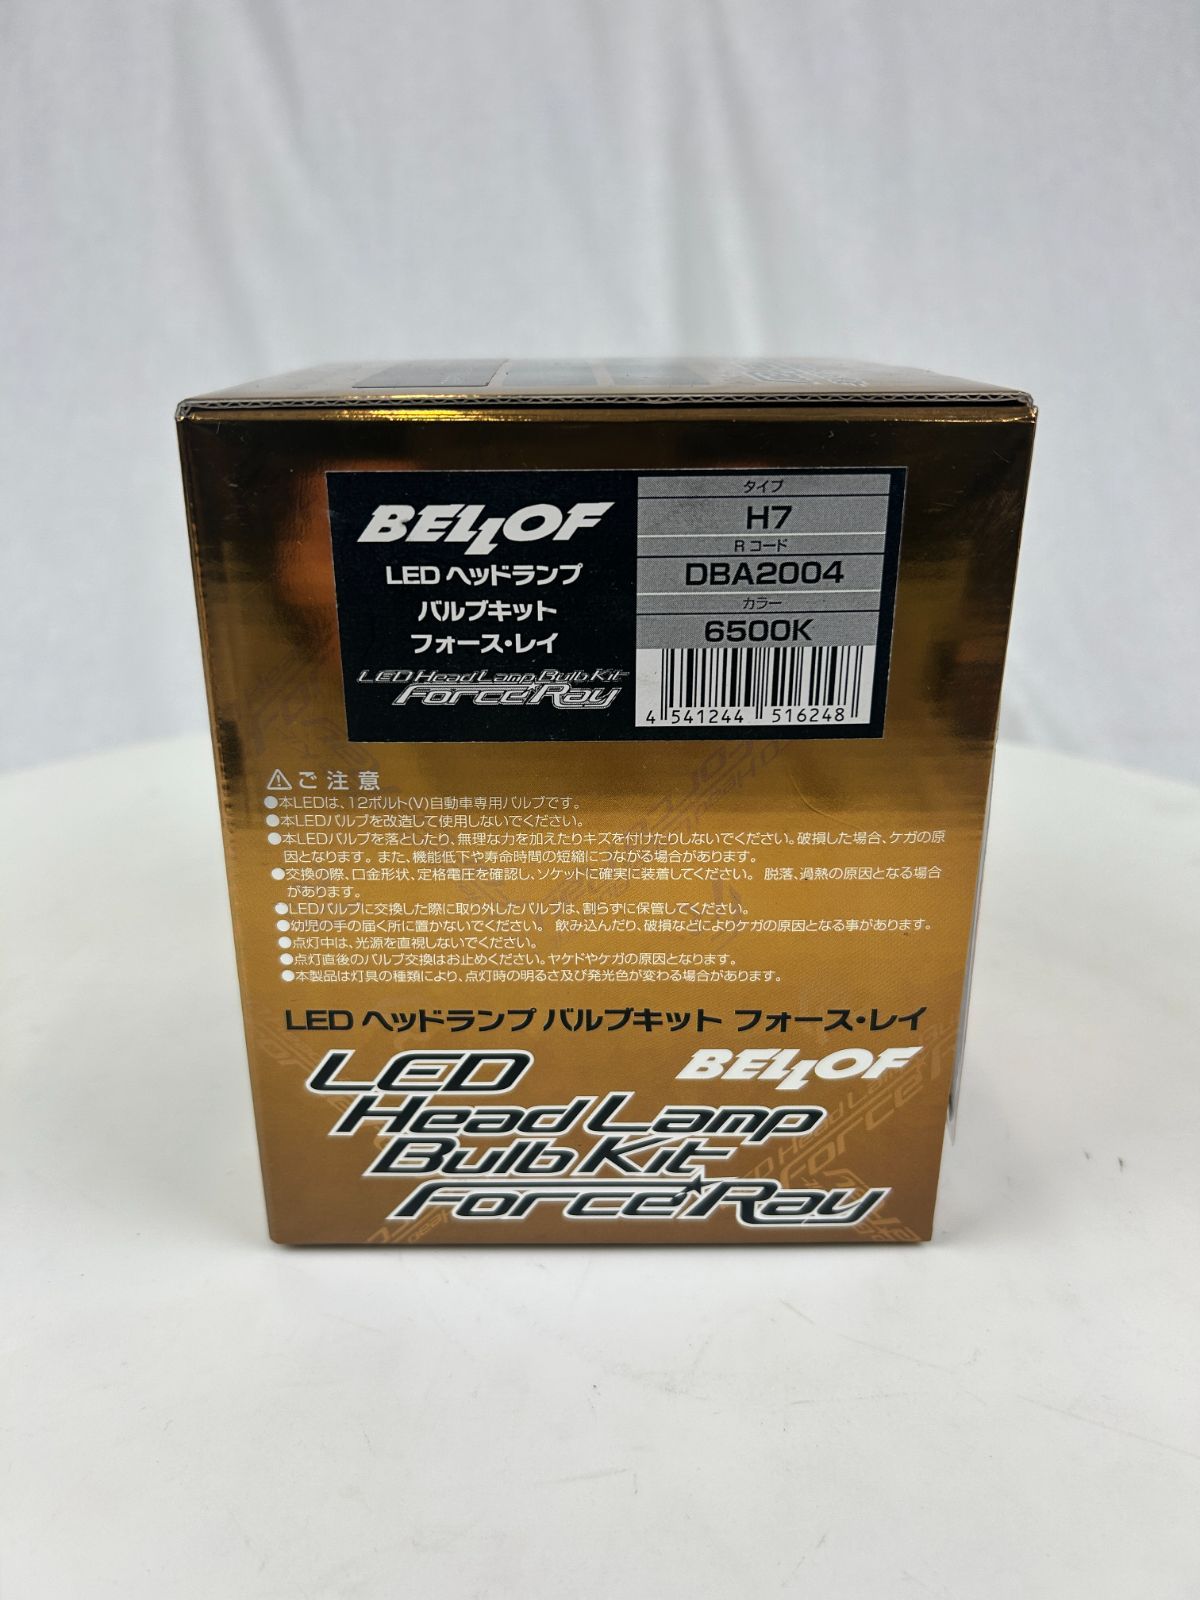 BELLOF
LED ヘッドランプ
バルブキット
フォース・レイ
LED Head Lamp Bulb Kit
Force Ray
タイプ
H7
Rコード
DBA2004
カラー
6500K
4 541244 516248
⚠ご注意
●本LEDは、12ボルト(V)自動車専用バルブです。
●本LEDバルブを改造して使用しないでください。
●本LEDバルブを落としたり、無理な力を加えたりキズを付けたりしないでください。破損した場合、ケガの原
因となります。また、機能低下や寿命時間の短縮につながる場合があります。
●交換の際、口金形状、定格電圧を確認し、ソケットに確実に装着してください。 脱落、過熱の原因となる場合
があります。
●LEDバルブに交換した際に取り外したバルブは、割らずに保管してください。
●幼児の手の届く所に置かないでください。 飲み込んだり、破損などによりケガの原因となる事があります。
●点灯中は、光源を直視しないでください。
●点灯直後のバルブ交換はお止めください。ヤケドやケガの原因となります。
●本製品は灯具の種類により、点灯時の明るさ及び発光色が変わる場合があります。
LED ヘッドランプ バルブキット フォース・レイ
LED BELLOF
Head Lamp
Bulb Kit
Force Ray